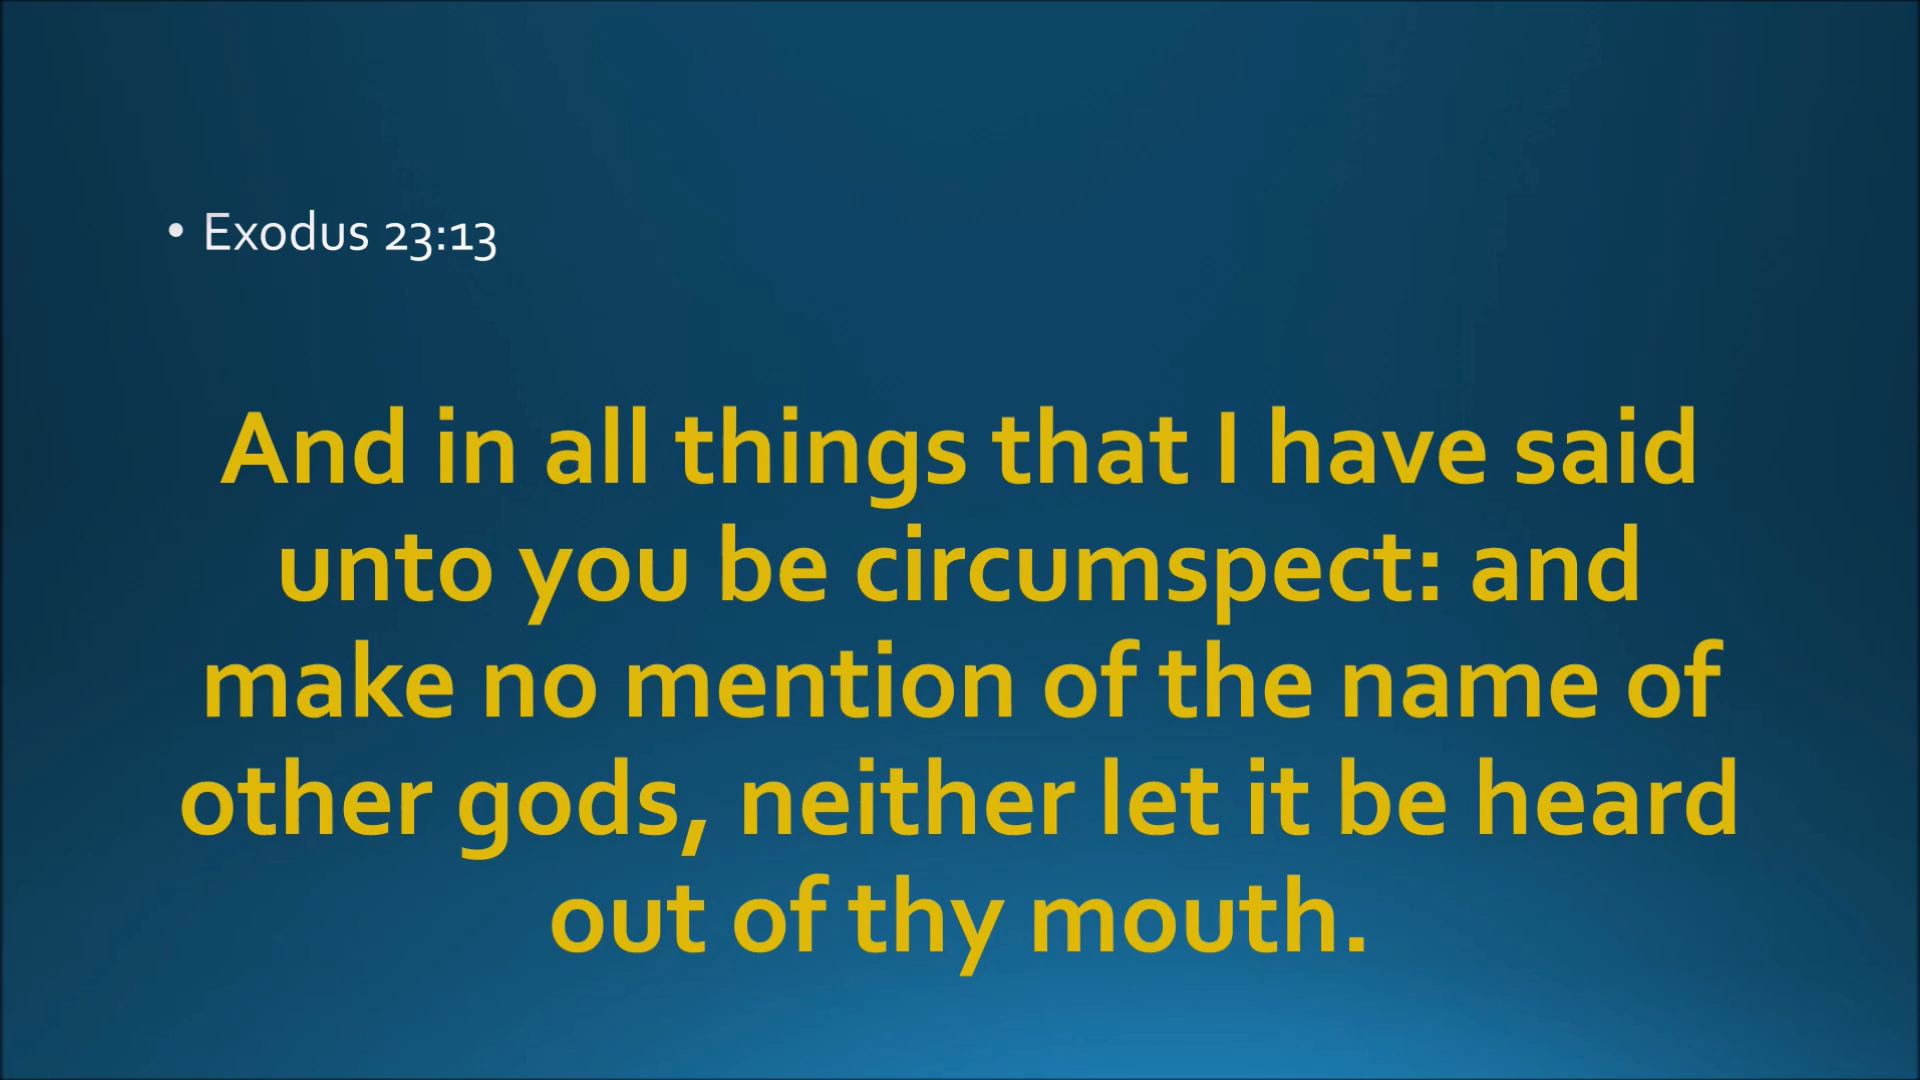 • Exodus 23:13
And in all things that I have said
unto you be circumspect: and
make no mention of the name of
other gods, neither let it be heard
out of thy mouth.